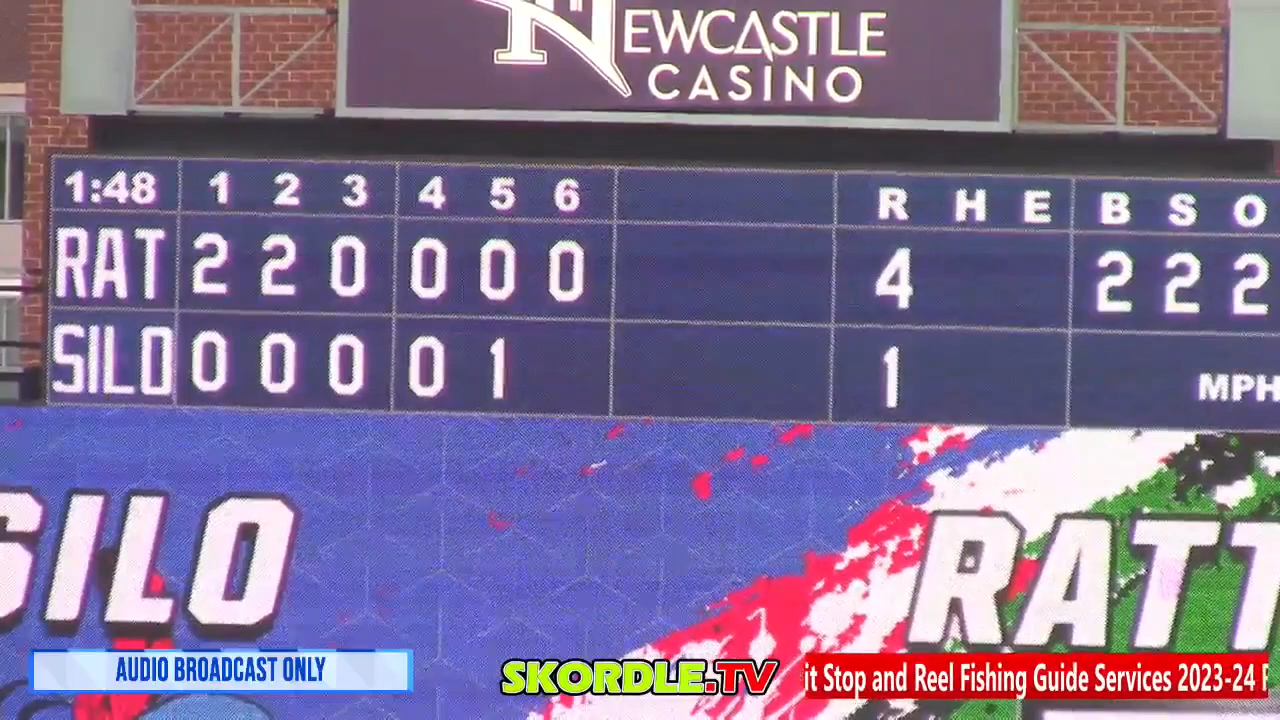 NEWCASTLE
CASINO
1:48 1 2 3 4 5 6 R H E B S O
RAT 2 2 0 0 0 0 4 2 2 2
SILO 0 0 0 0 1 1 MPH
SILO
RATT
AUDIO BROADCAST ONLY
SKORDLE.TV
it Stop and Reel Fishing Guide Services 2023-24